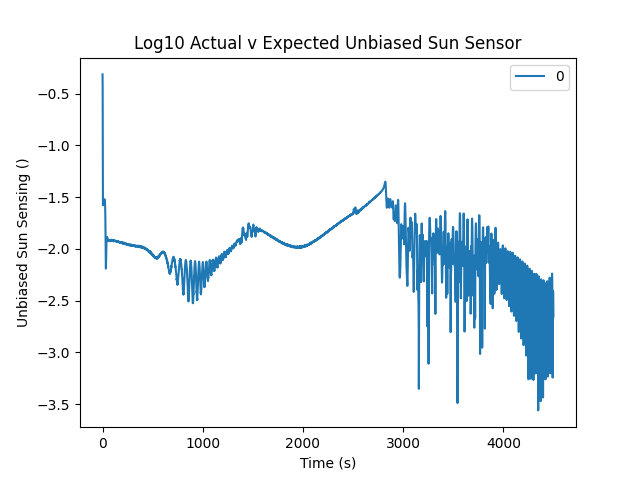 Log10 Actual v Expected Unbiased Sun Sensor
0
Unbiased Sun Sensing ()
−0.5
−1.0
−1.5
−2.0
−2.5
−3.0
−3.5
0 1000 2000 3000 4000
Time (s)